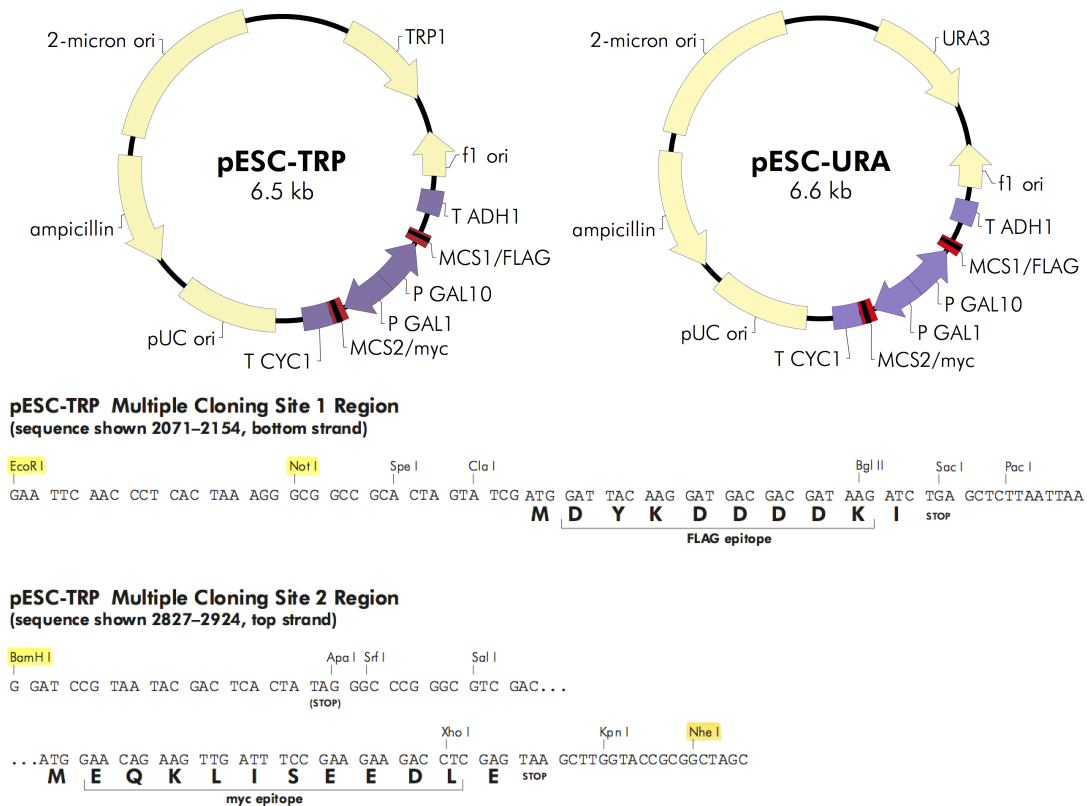 2-micron ori
TRP1
pESC-TRP
6.5 kb
f1 ori
T ADH1
ampicillin
MCS1/FLAG
P GAL10
P GAL1
pUC ori
MCS2/myc
T CYC1
2-micron ori
URA3
pESC-URA
6.6 kb
f1 ori
T ADH1
ampicillin
MCS1/FLAG
P GAL10
P GAL1
pUC ori
MCS2/myc
T CYC1
pESC-TRP Multiple Cloning Site 1 Region
(sequence shown 2071–2154, bottom strand)
EcoR I Not I Spe I Cla I Bgl II Sac I Pac I
GAA TTC AAC CCT CAC TAA AGG GCG GCC GCA CTA GTA TCG ATG GAT TAC AAG GAT GAC GAC GAT AAG ATC TGA GCTCTTAATTAA
M D Y K D D D D K I STOP
FLAG epitope
pESC-TRP Multiple Cloning Site 2 Region
(sequence shown 2827–2924, top strand)
BamH I Apa I Srf I Sal I
G GAT CCG TAA TAC GAC TCA CTA TAG GGC CCG GGC GTC GAC...
(STOP)
Xho I Kpn I Nhe I
...ATG GAA CAG AAG TTG ATT TCC GAA GAA GAC CTC GAG TAA GCTTGGTACCGCGGCTAGC
M E Q K L I S E E D L E STOP
myc epitope